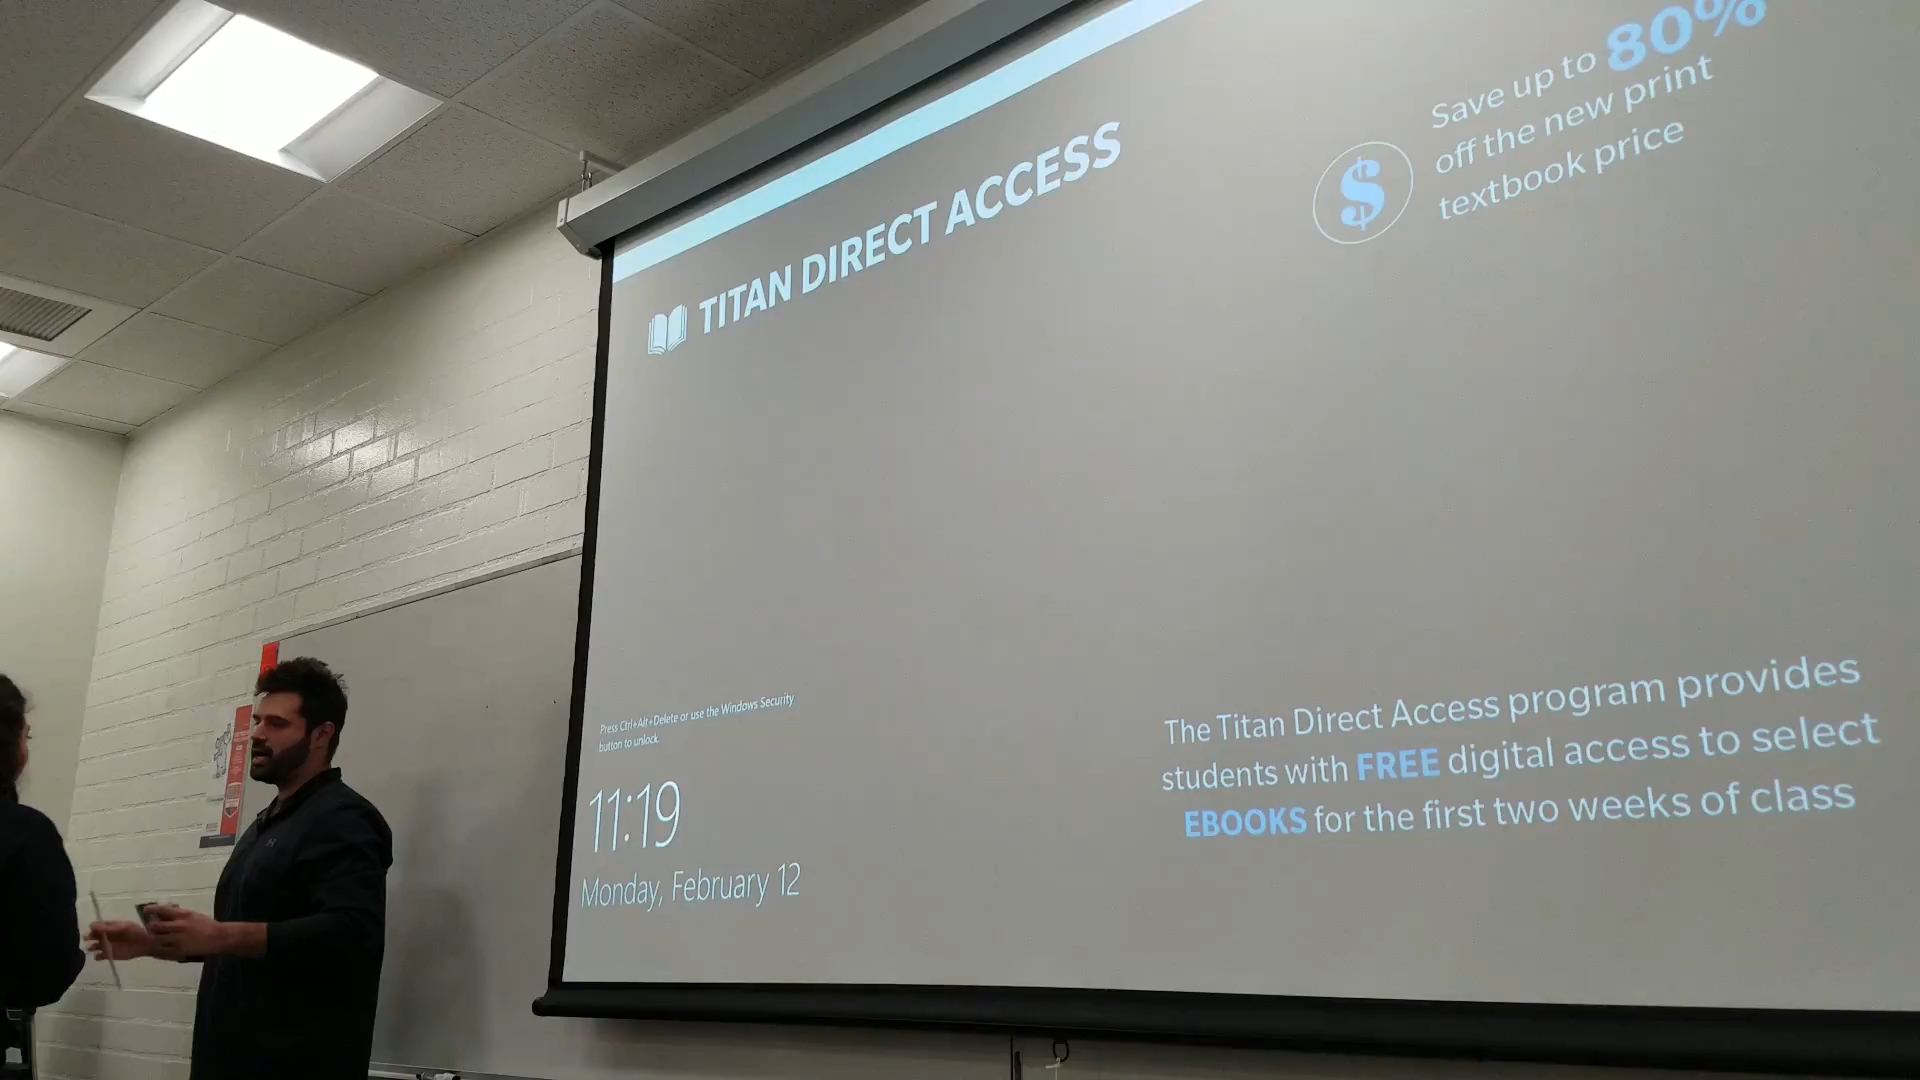 TITAN DIRECT ACCESS
Save up to 80%
off the new print
textbook price
$
Press Ctrl+Alt+Delete or use the Windows Security
button to unlock.
11:19
Monday, February 12
The Titan Direct Access program provides
students with FREE digital access to select
EBOOKS for the first two weeks of class